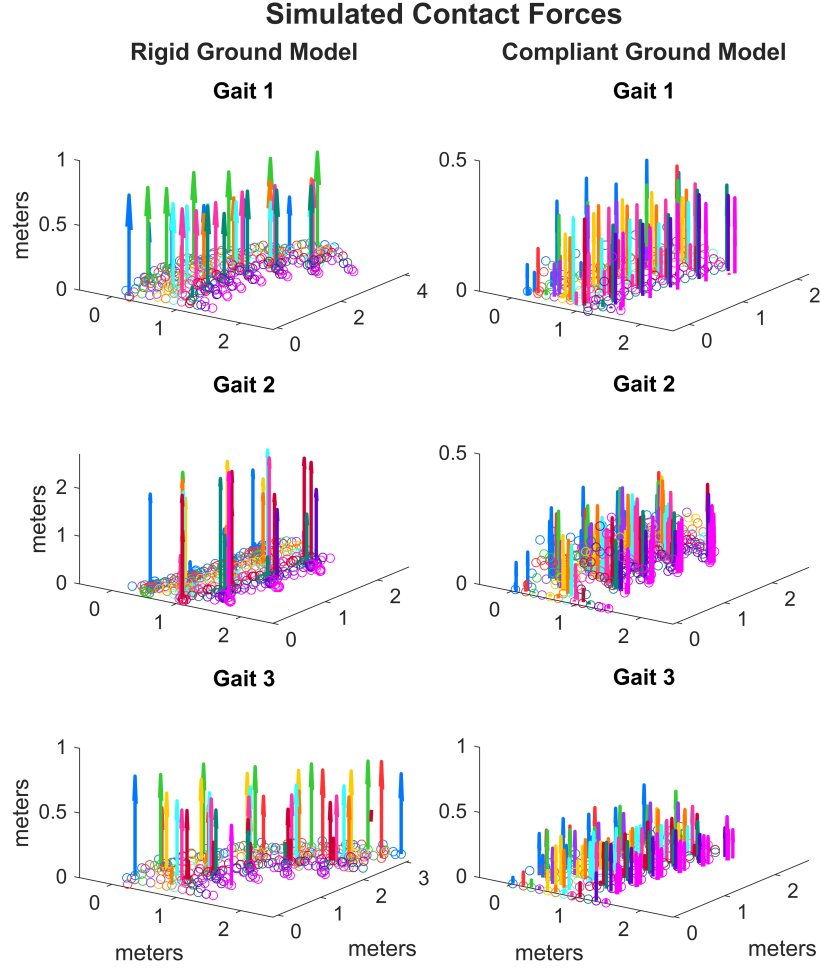 Simulated Contact Forces
Rigid Ground Model Compliant Ground Model
Gait 1 Gait 1
1 0.5
0.5
0 0
meters
0 1 2 0 2 4
0 1 2 0 1 2
Gait 2 Gait 2
2 0.5
1
0 0
meters
0 1 2 0 1 2
0 1 2 0 1 2
Gait 3 Gait 3
1 1
0.5 0.5
0 0
meters
0 1 2 0 1 2 3
0 1 2 0 1 2
meters meters meters meters